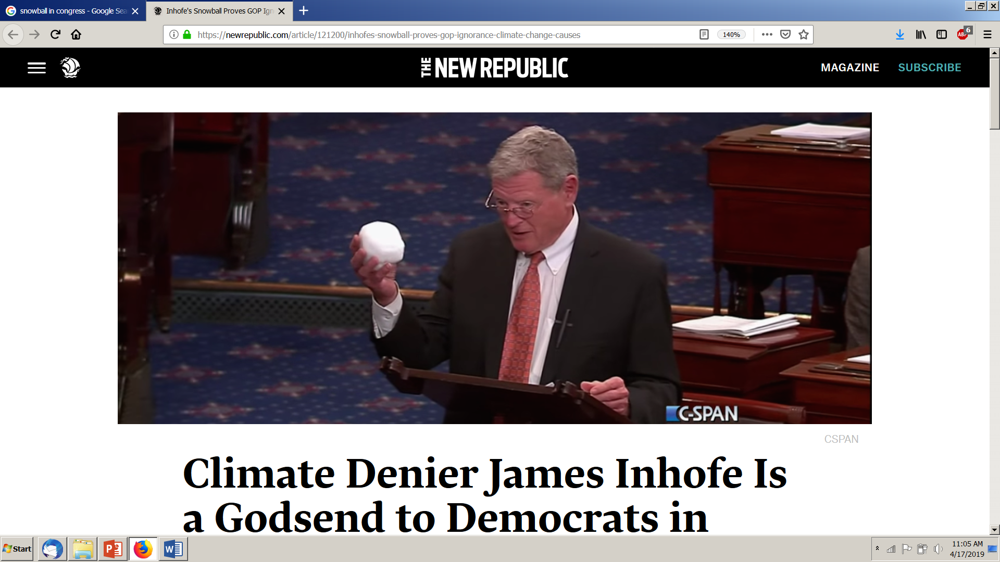 snowball in congress - Google Sea
Inhofe's Snowball Proves GOP Ign
https://newrepublic.com/article/121200/inhofes-snowball-proves-gop-ignorance-climate-change-causes
140%
ABP
6
THE NEW REPUBLIC
MAGAZINE
SUBSCRIBE
C-SPAN
CSPAN
Climate Denier James Inhofe Is
a Godsend to Democrats in
Start
11:05 AM
4/17/2019